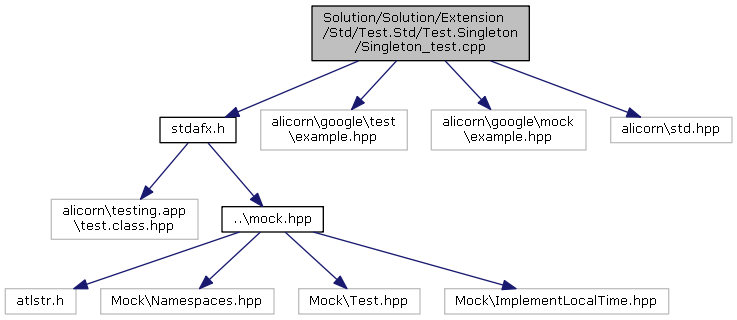 Solution/Solution/Extension
/Std/Test.Std/Test.Singleton
/Singleton_test.cpp
stdafx.h
alicorn\google\test
\example.hpp
alicorn\google\mock
\example.hpp
alicorn\std.hpp
alicorn\testing.app
\test.class.hpp
..\mock.hpp
atlstr.h
Mock\Namespaces.hpp
Mock\Test.hpp
Mock\ImplementLocalTime.hpp